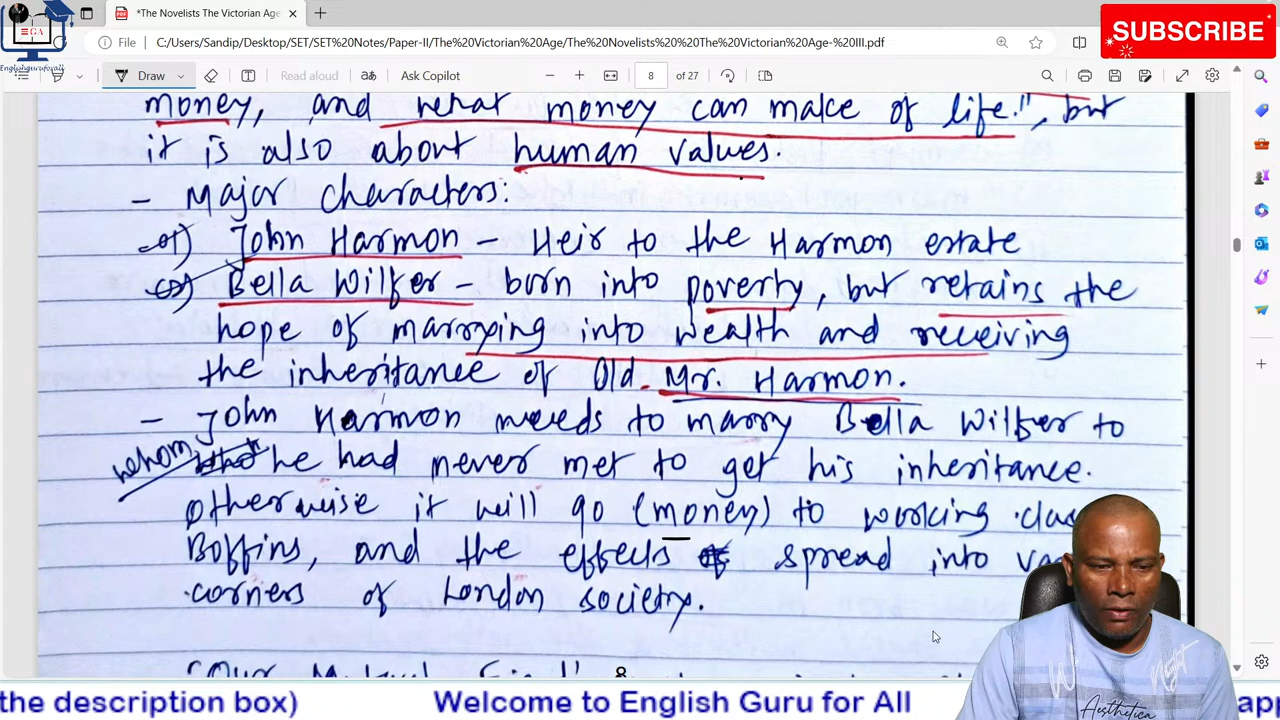 *The Novelists The Victorian Age
SUBSCRIBE
EGA
Englishguruforall
File C:/Users/Sandip/Desktop/SET/SET%20Notes/Paper-II/The%20Victorian%20Age/The%20Novelists%20%20The%20Victorian%20Age-%20III.pdf
Draw Read aloud Ask Copilot 8 of 27
money, and what money can make of life!", but
it is also about human values.
- Major characters:
John Harmon - Heir to the Harmon estate
Bella Wilfer - born into poverty, but retains the
hope of marrying into wealth and receiving
the inheritance of Old Mr. Harmon.
- John Harmon needs to marry Bella Wilfer to
whom he had never met to get his inheritance.
Otherwise it will go (money) to working
Boffins, and the effects spread into
corners of London society.
8
the description box) Welcome to English Guru for All
Aesthetica